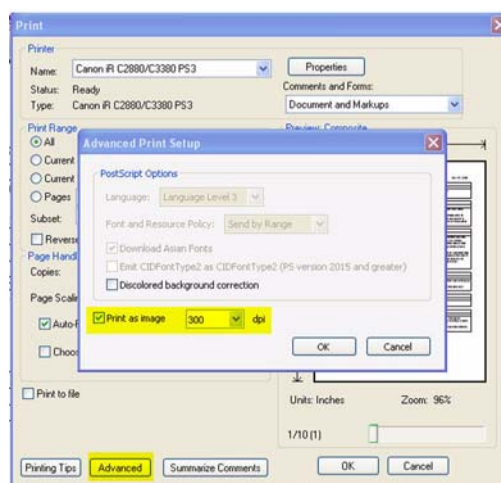 Print
Printer
Name: Canon iR C2880/C3380 PS3
Properties
Status: Ready
Comments and Forms:
Type: Canon iR C2880/C3380 PS3
Document and Markups
Print Range
Preview: Composite
All
Current
Current
Pages
Subset:
Reverse
Page Handl
Copies:
Page Scalin
Auto-R
Choos
Print to file
Advanced Print Setup
PostScript Options
Language: Language Level 3
Font and Resource Policy: Send by Range
Download Asian Fonts
Emit CIDFontType2 as CIDFontType2 (PS version 2015 and greater)
Discolored background correction
Print as image 300 dpi
OK Cancel
Units: Inches Zoom: 96%
1/10 (1)
Printing Tips Advanced Summarize Comments OK Cancel